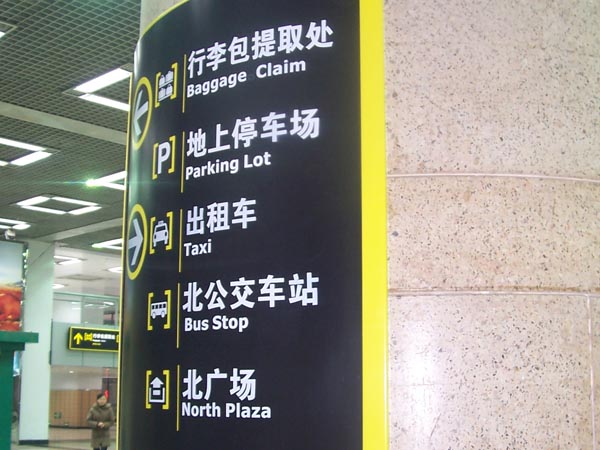 行李包提取处
Baggage Claim
P
地上停车场
Parking Lot
出租车
Taxi
北公交车站
Bus Stop
北广场
North Plaza